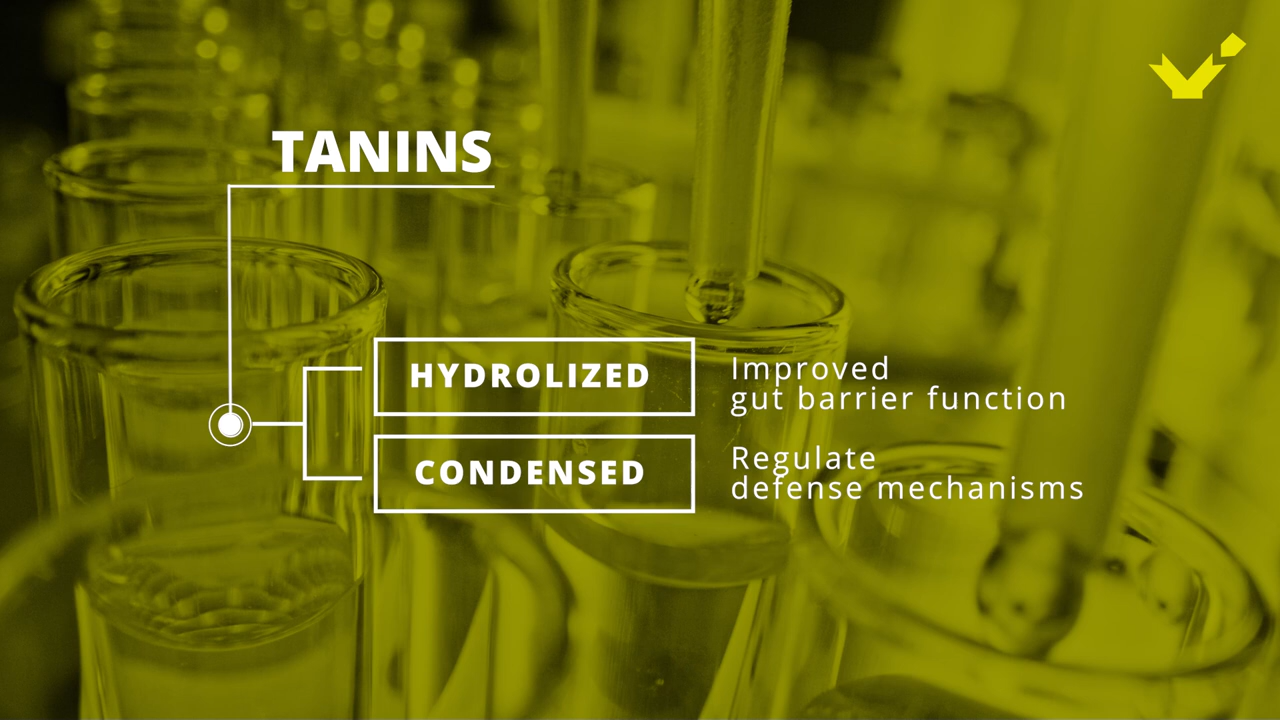 TANINS
HYDROLIZED
Improved
gut barrier function
CONDENSED
Regulate
defense mechanisms